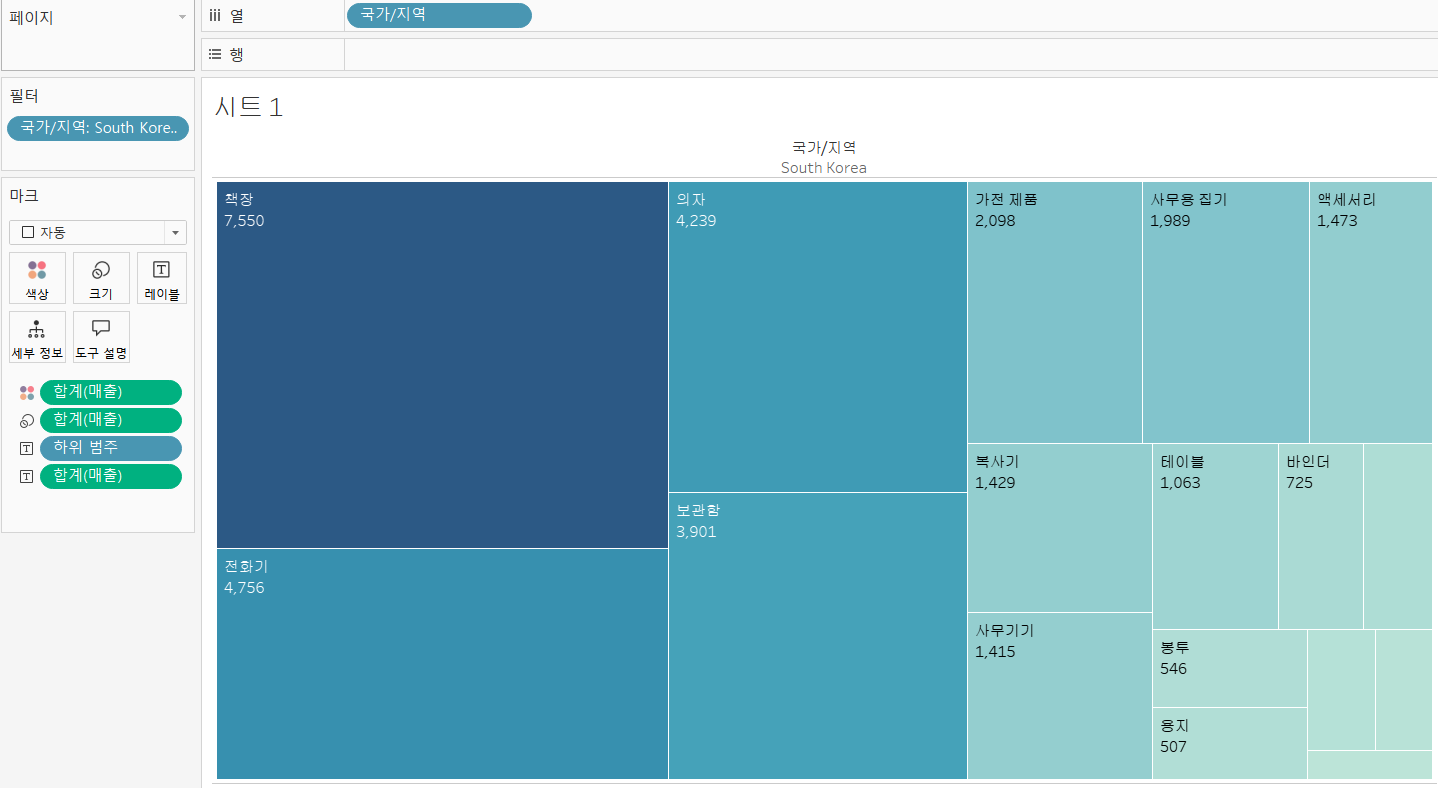 페이지
iii 열
국가/지역
행
필터
국가/지역: South Kore..
마크
자동
색상
크기
레이블
세부 정보
도구 설명
합계(매출)
합계(매출)
하위 범주
합계(매출)
시트 1
국가/지역
South Korea
책장
7,550
전화기
4,756
의자
4,239
보관함
3,901
가전 제품
2,098
사무용 집기
1,989
액세서리
1,473
복사기
1,429
사무기기
1,415
테이블
1,063
바인더
725
봉투
546
용지
507